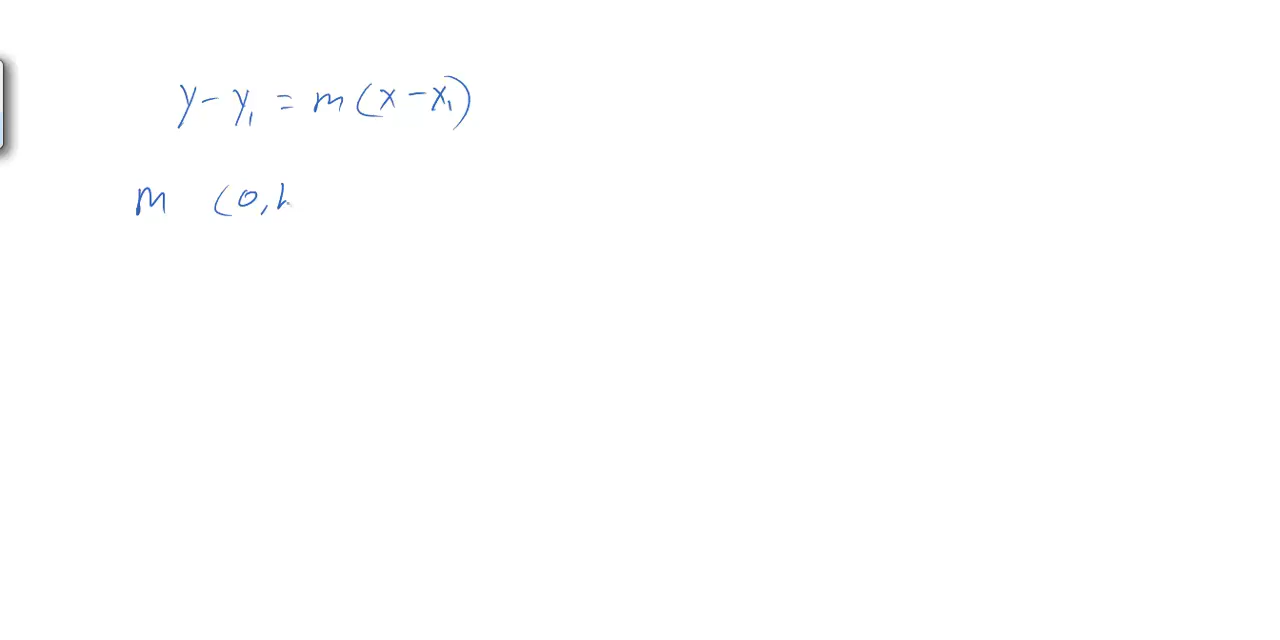 y - y₁ = m(x - x₁)
m (0,